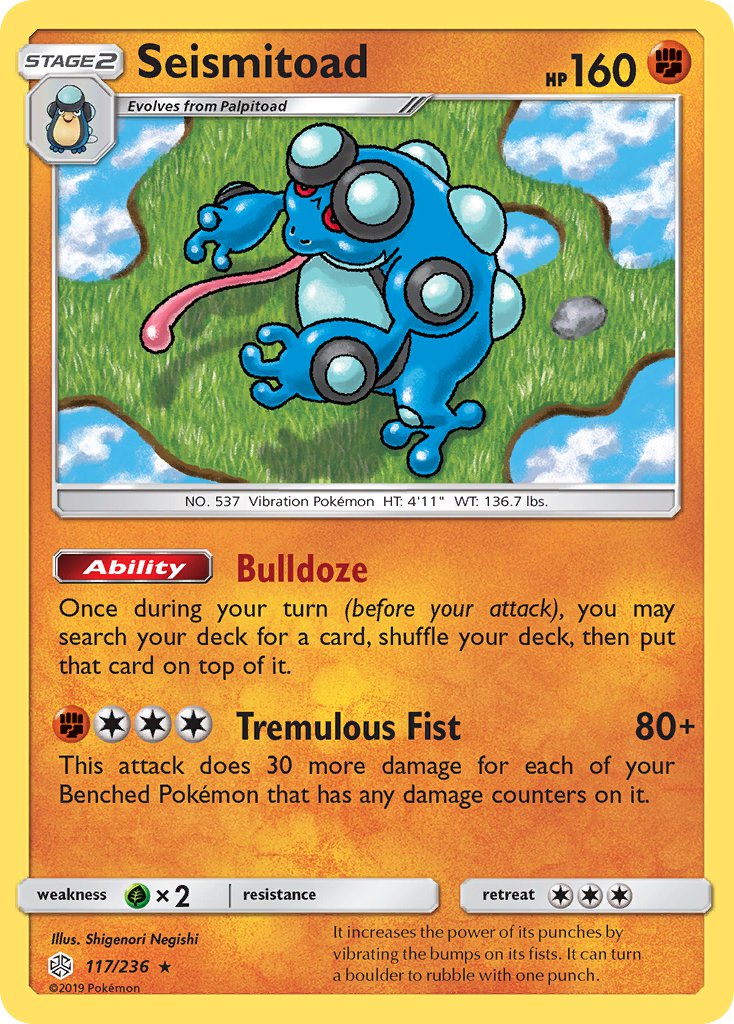 STAGE2
Seismitoad
HP160
Evolves from Palpitoad
NO. 537 Vibration Pokémon HT: 4'11" WT: 136.7 lbs.
Ability Bulldoze
Once during your turn (before your attack), you may
search your deck for a card, shuffle your deck, then put
that card on top of it.
Tremulous Fist 80+
This attack does 30 more damage for each of your
Benched Pokémon that has any damage counters on it.
weakness ×2 resistance retreat
Illus. Shigenori Negishi
117/236 ★
©2019 Pokémon
It increases the power of its punches by
vibrating the bumps on its fists. It can turn
a boulder to rubble with one punch.